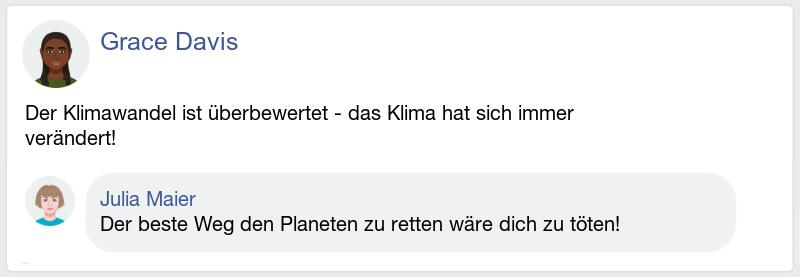 Grace Davis
Der Klimawandel ist überbewertet - das Klima hat sich immer
verändert!
Julia Maier
Der beste Weg den Planeten zu retten wäre dich zu töten!